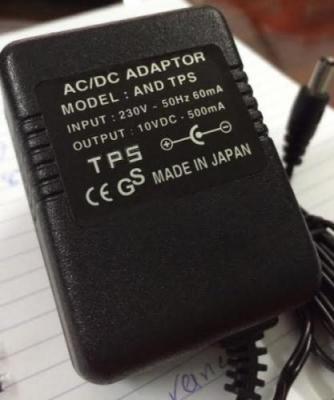 AC/DC ADAPTOR
MODEL : AND TPS
INPUT : 230V - 50Hz 60mA
OUTPUT : 10VDC - 500mA
TPS
CE GS MADE IN JAPAN